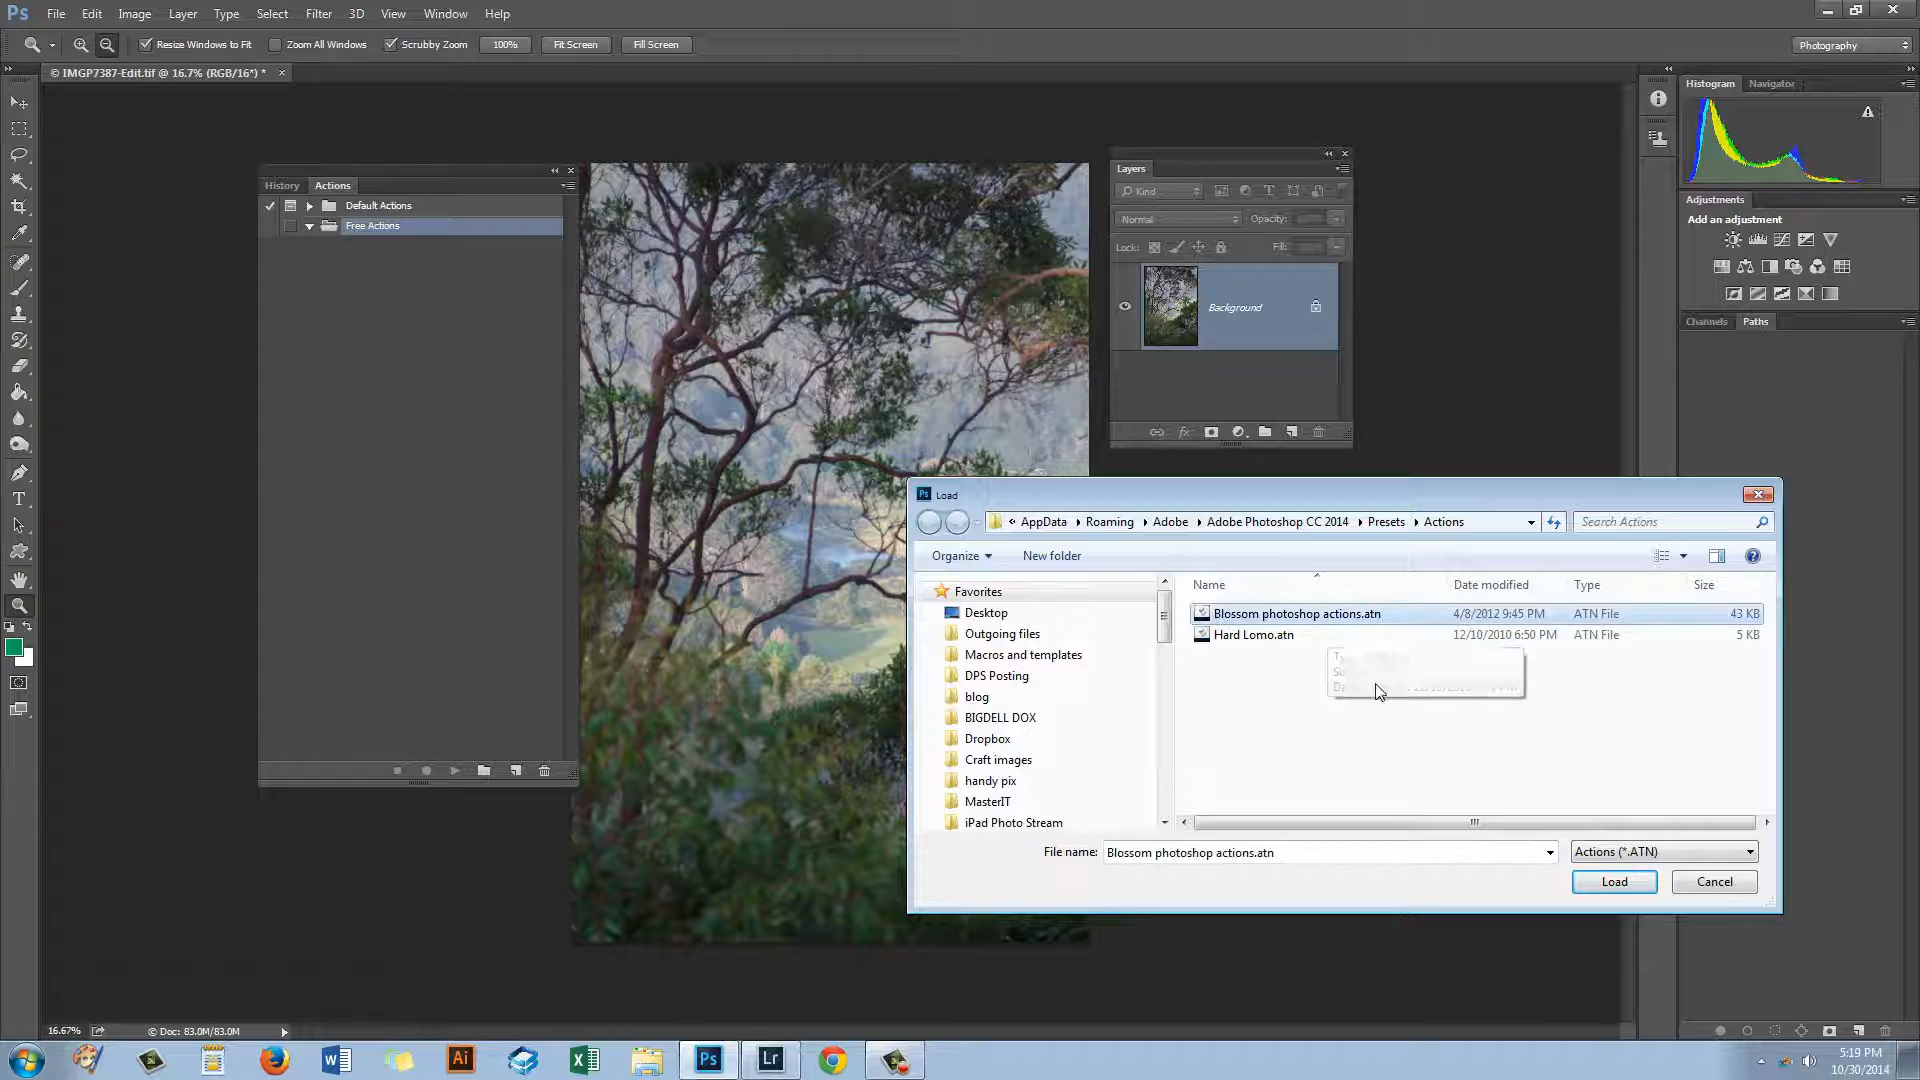 Ps File Edit Image Layer Type Select Filter 3D View Window Help
Resize Windows to Fit Zoom All Windows Scrubby Zoom 100% Fit Screen Fill Screen Photography
© IMGP7387-Edit.tif @ 16.7% (RGB/16*) * ×
Histogram Navigator
History Actions
Default Actions
Free Actions
Layers
Kind
Normal Opacity:
Lock: Fill:
Background
Adjustments
Add an adjustment
Channels Paths
Ps Load
« AppData Roaming Adobe Adobe Photoshop CC 2014 Presets Actions Search Actions
Organize New folder
Name Date modified Type Size
Blossom photoshop actions.atn 4/8/2012 9:45 PM ATN File 43 KB
Hard Lomo.atn 12/10/2010 6:50 PM ATN File 5 KB
Favorites
Desktop
Outgoing files
Macros and templates
DPS Posting
blog
BIGDELL DOX
Dropbox
Craft images
handy pix
MasterIT
iPad Photo Stream
File name: Blossom photoshop actions.atn Actions (*.ATN)
Load Cancel
16.67% © Doc: 83.0M/83.0M
Ai Ps Lr
5:19 PM
10/30/2014